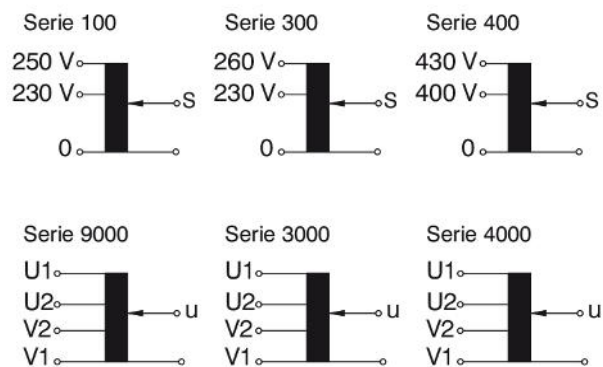 Serie 100
250 V
230 V
S
0
Serie 300
260 V
230 V
S
0
Serie 400
430 V
400 V
S
0
Serie 9000
U1
U2
u
V2
V1
Serie 3000
U1
U2
u
V2
V1
Serie 4000
U1
U2
u
V2
V1